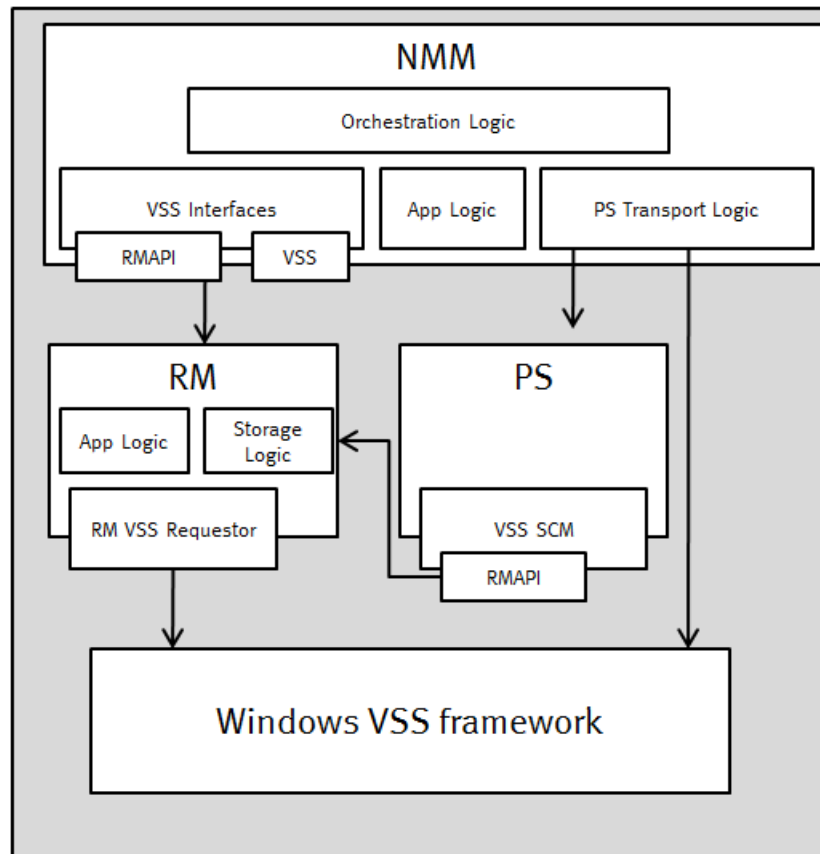 NMM
Orchestration Logic
VSS Interfaces
App Logic
PS Transport Logic
RMAPI
VSS
RM
PS
App Logic
Storage
Logic
RM VSS Requestor
VSS SCM
RMAPI
Windows VSS framework